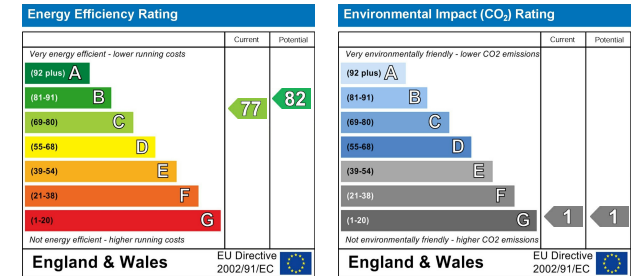 Energy Efficiency Rating
Current Potential
Very energy efficient - lower running costs
(92 plus) A
(81-91) B
(69-80) C
(55-68) D
(39-54) E
(21-38) F
(1-20) G
77
82
Not energy efficient - higher running costs
England & Wales
EU Directive
2002/91/EC
Environmental Impact (CO₂) Rating
Current Potential
Very environmentally friendly - lower CO2 emissions
(92 plus) A
(81-91) B
(69-80) C
(55-68) D
(39-54) E
(21-38) F
(1-20) G
1
1
Not environmentally friendly - higher CO2 emissions
England & Wales
EU Directive
2002/91/EC